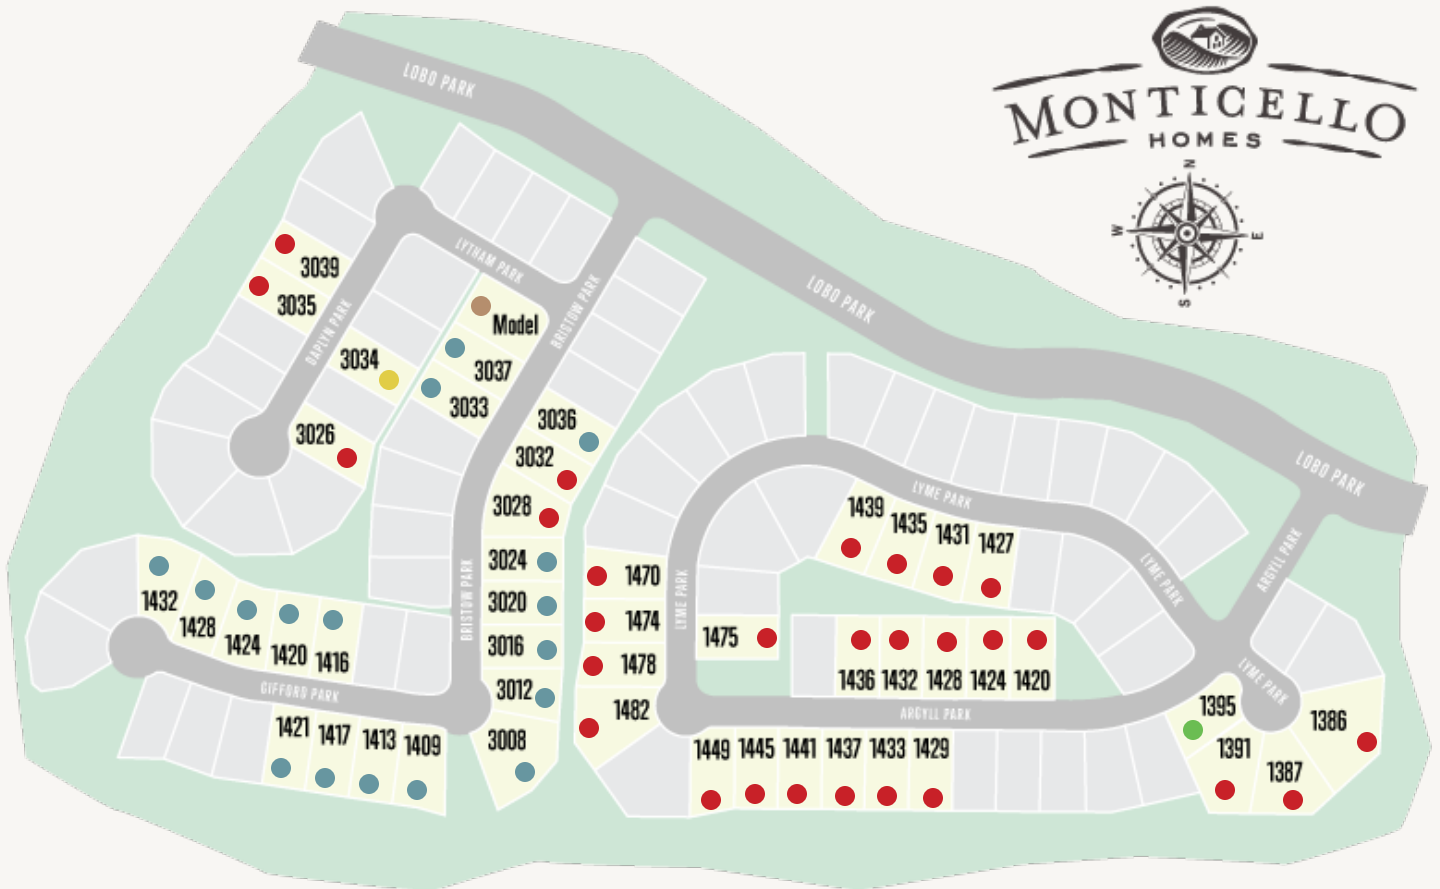 LOBO PARK
MONTICELLO
HOMES
N
W
E
S
LYTHAM PARK
3039
3035
DAPLYN PARK
Model
BRISTOW PARK
LOBO PARK
3034
3037
3033
3026
3036
3032
3028
3024
3020
3016
3012
3008
BRISTOW PARK
LOBO PARK
LYME PARK
1439
1435
1431
1427
LYME PARK
ARGYLL PARK
1470
1474
1478
1482
LYME PARK
1475
1432
1428
1424
1420
1416
GIFFORD PARK
1421
1417
1413
1409
1436
1432
1428
1424
1420
ARGYLL PARK
1449
1445
1441
1437
1433
1429
LYME PARK
1395
1391
1387
1386